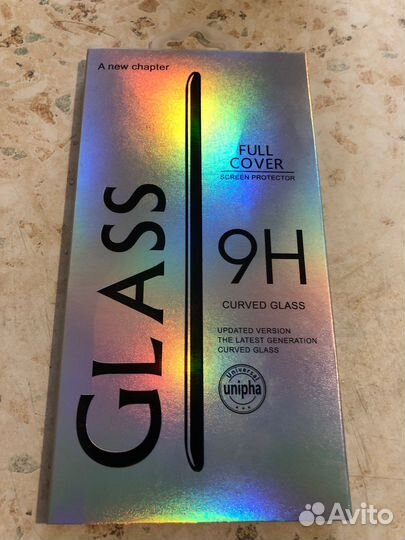 A new chapter
GLASS
FULL
COVER
SCREEN PROTECTOR
9H
CURVED GLASS
UPDATED VERSION
THE LATEST GENERATION
CURVED GLASS
Universal
unipha
Avito